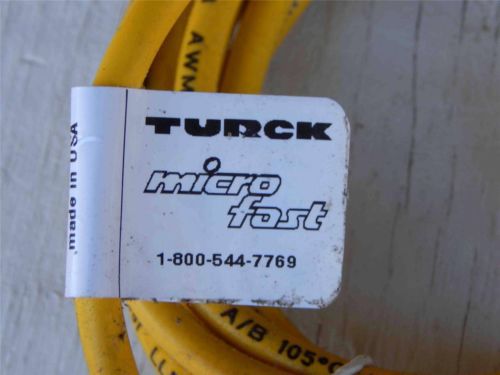 AWM
TURCK
micro
fast
1-800-544-7769
made in USA
A/B 105°C